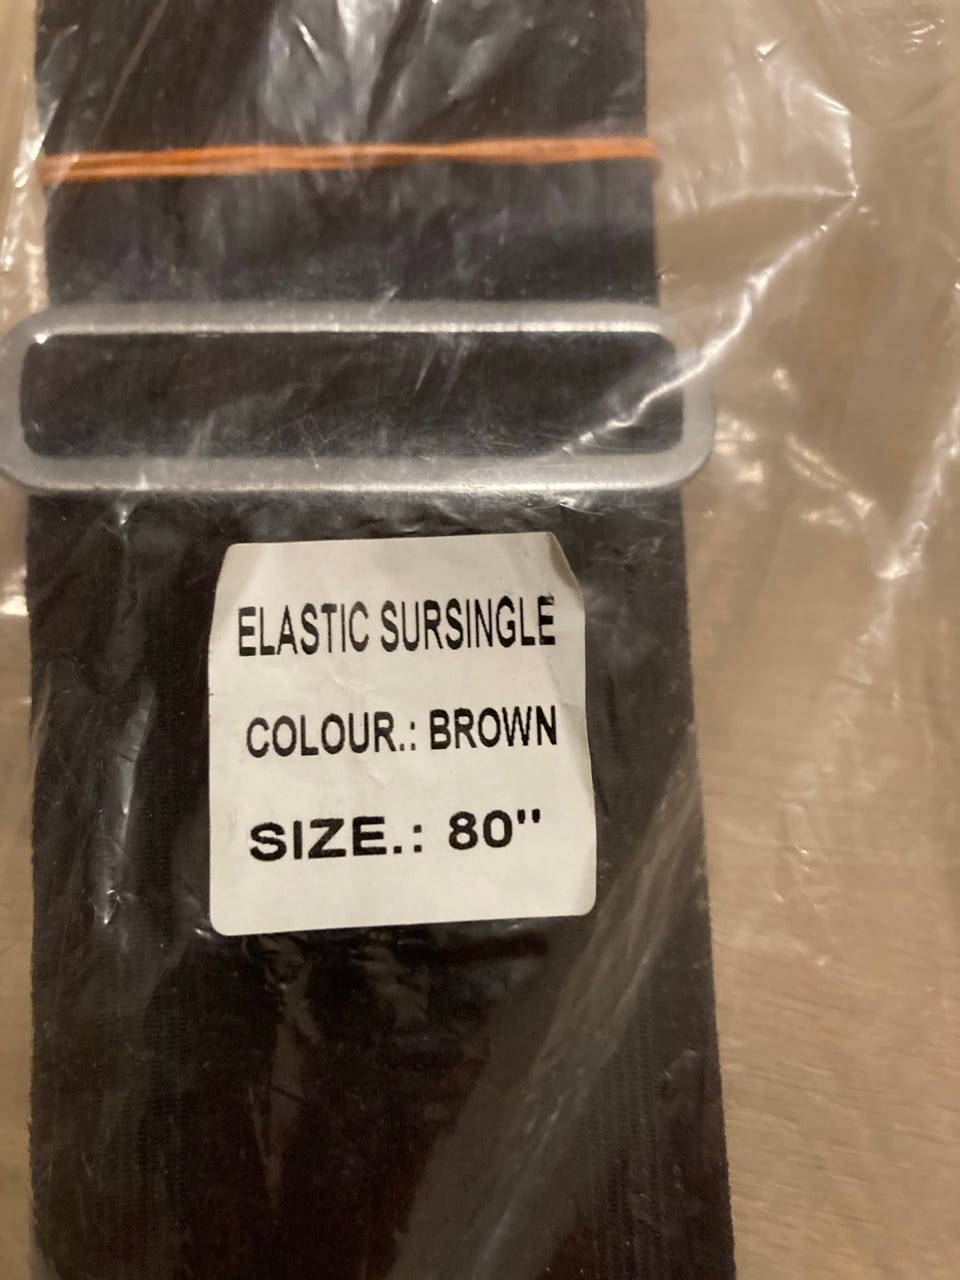 ELASTIC SURSINGLE
COLOUR.: BROWN
SIZE.: 80"